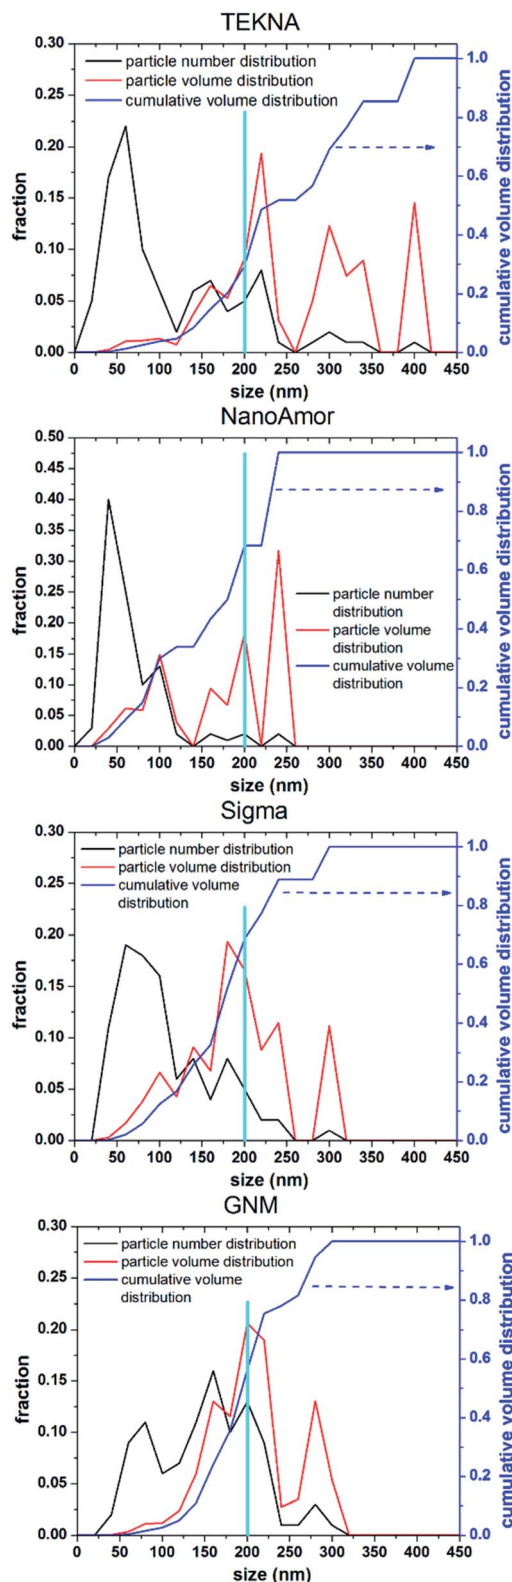 TEKNA
particle number distribution
particle volume distribution
cumulative volume distribution
0.30
0.25
0.20
0.15
0.10
0.05
0.00
fraction
0 50 100 150 200 250 300 350 400 450
size (nm)
1.0
0.8
0.6
0.4
0.2
0.0
cumulative volume distribution
NanoAmor
0.50
0.45
0.40
0.35
0.30
0.25
0.20
0.15
0.10
0.05
0.00
fraction
particle number
distribution
particle volume
distribution
cumulative volume
distribution
0 50 100 150 200 250 300 350 400 450
size (nm)
1.0
0.8
0.6
0.4
0.2
0.0
cumulative volume distribution
Sigma
particle number distribution
particle volume distribution
cumulative volume
distribution
0.30
0.25
0.20
0.15
0.10
0.05
0.00
fraction
0 50 100 150 200 250 300 350 400 450
size (nm)
1.0
0.8
0.6
0.4
0.2
0.0
cumulative volume distribution
GNM
particle number distribution
particle volume distribution
cumulative volume
distribution
0.30
0.25
0.20
0.15
0.10
0.05
0.00
fraction
0 50 100 150 200 250 300 350 400 450
size (nm)
1.0
0.8
0.6
0.4
0.2
0.0
cumulative volume distribution